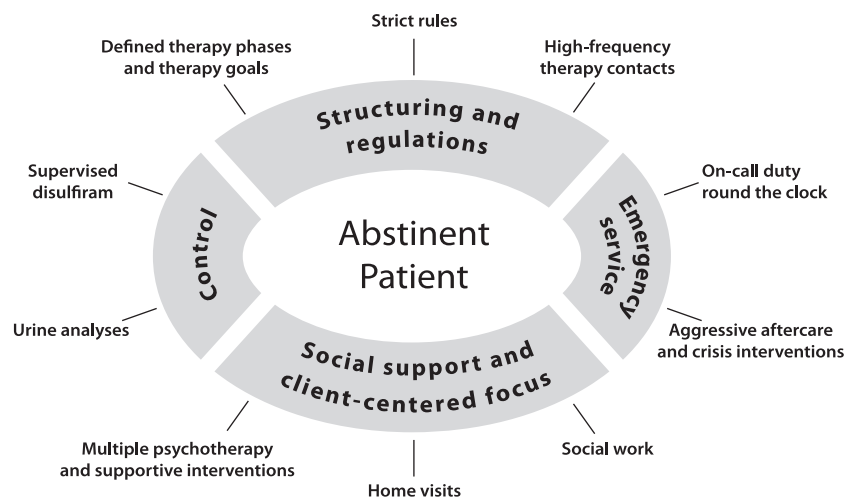 Strict rules
Defined therapy phases
and therapy goals
High-frequency
therapy contacts
Structuring and
regulations
Supervised
disulfiram
On-call duty
round the clock
Control
Abstinent
Patient
Emergency
service
Urine analyses
Aggressive aftercare
and crisis interventions
Social support and
client-centered focus
Multiple psychotherapy
and supportive interventions
Social work
Home visits